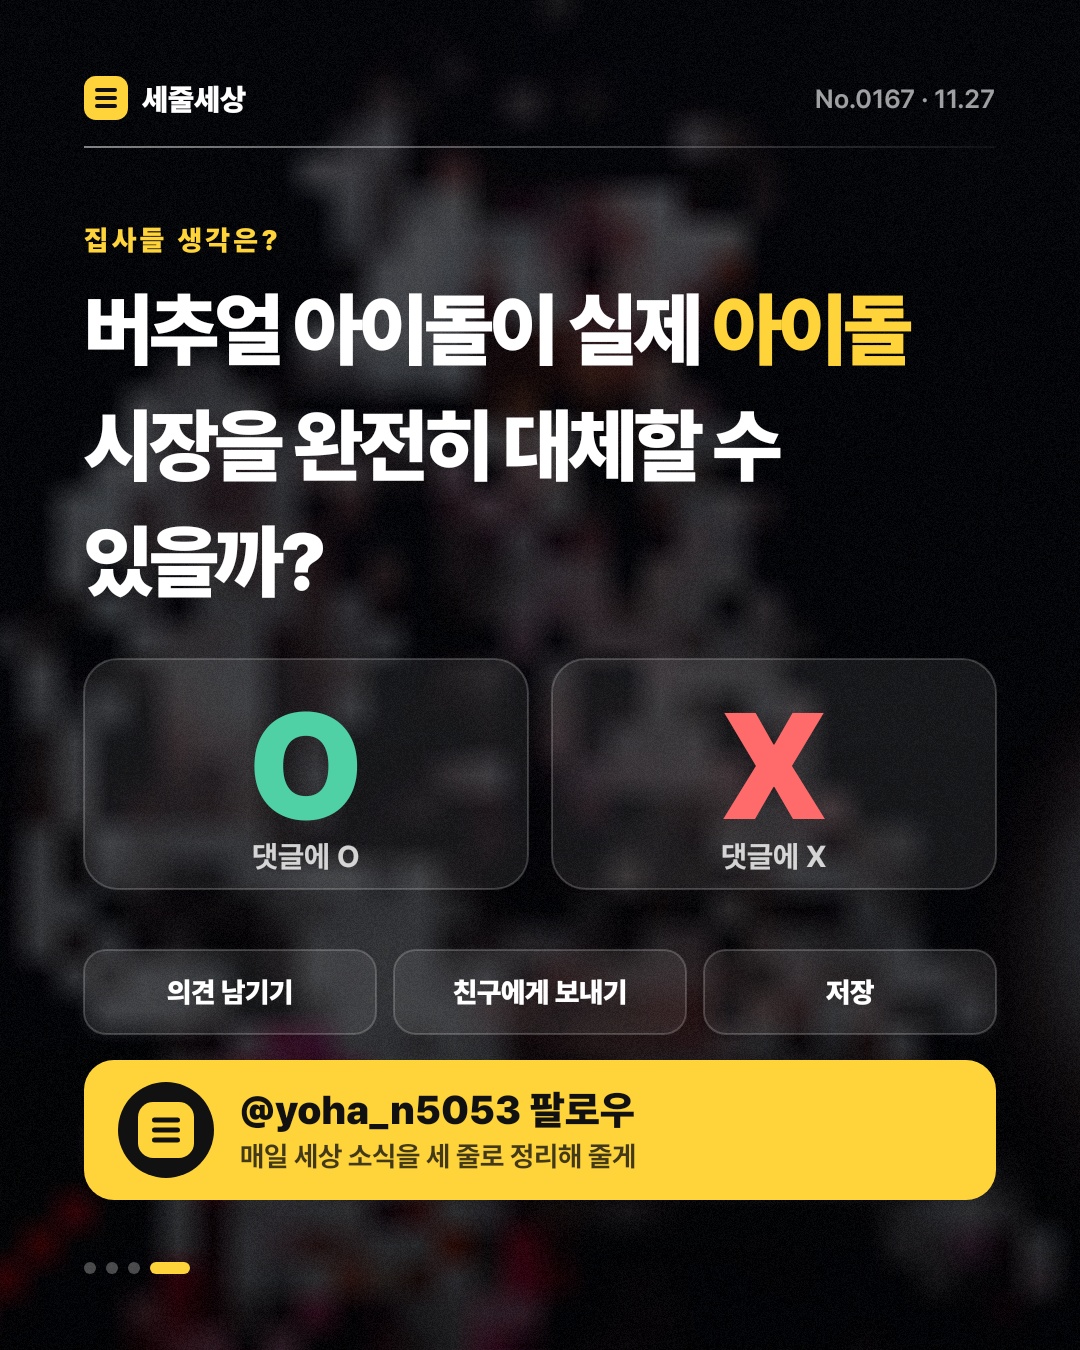 세줄세상
No.0167 · 11.27
집사들 생각은?
버추얼 아이돌이 실제 아이돌
시장을 완전히 대체할 수
있을까?
O
댓글에 O
X
댓글에 X
의견 남기기
친구에게 보내기
저장
@yoha_n5053 팔로우
매일 세상 소식을 세 줄로 정리해 줄게